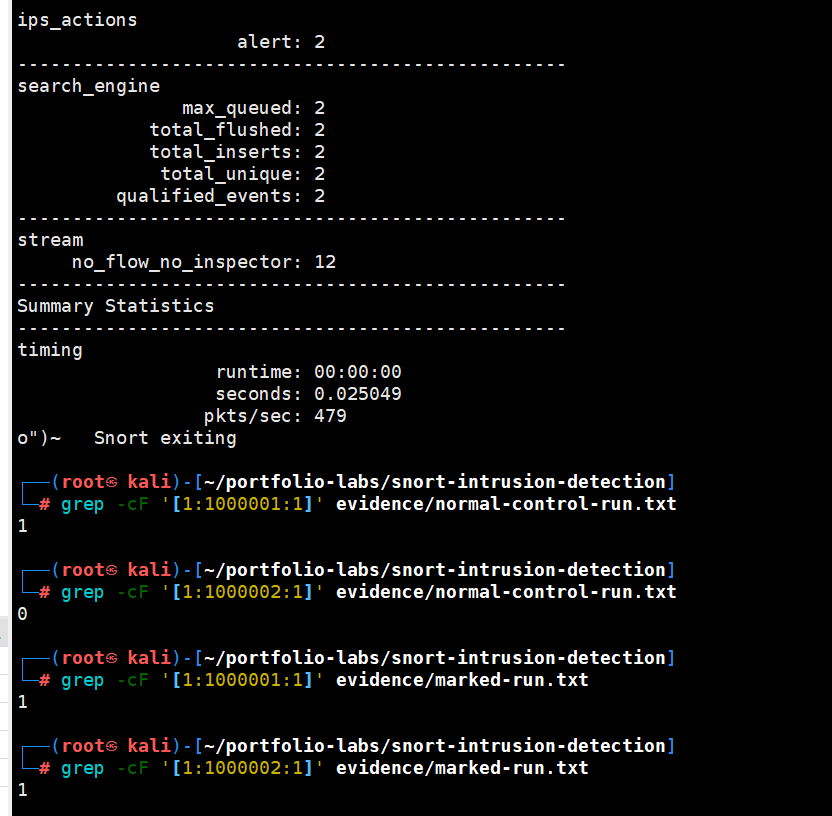 ips_actions
alert: 2
--------------------------------------------------
search_engine
max_queued: 2
total_flushed: 2
total_inserts: 2
total_unique: 2
qualified_events: 2
--------------------------------------------------
stream
no_flow_no_inspector: 12
--------------------------------------------------
Summary Statistics
--------------------------------------------------
timing
runtime: 00:00:00
seconds: 0.025049
pkts/sec: 479
o")~   Snort exiting
┌──(root㉿ kali)-[~/portfolio-labs/snort-intrusion-detection]
└─# grep -cF '[1:1000001:1]' evidence/normal-control-run.txt
1
┌──(root㉿ kali)-[~/portfolio-labs/snort-intrusion-detection]
└─# grep -cF '[1:1000002:1]' evidence/normal-control-run.txt
0
┌──(root㉿ kali)-[~/portfolio-labs/snort-intrusion-detection]
└─# grep -cF '[1:1000001:1]' evidence/marked-run.txt
1
┌──(root㉿ kali)-[~/portfolio-labs/snort-intrusion-detection]
└─# grep -cF '[1:1000002:1]' evidence/marked-run.txt
1